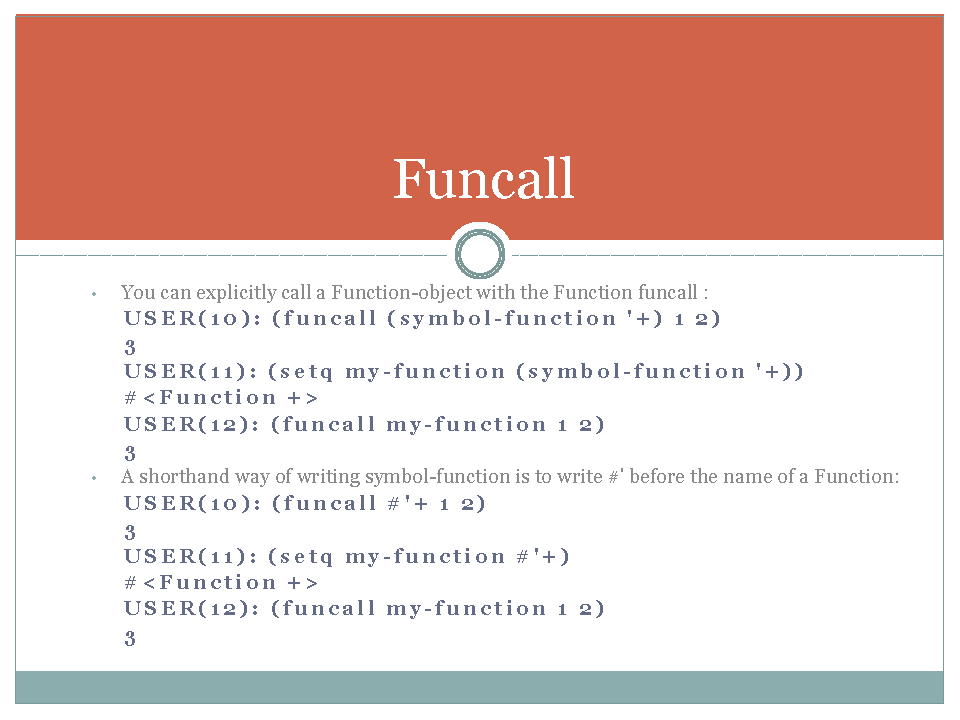 Funcall
• You can explicitly call a Function-object with the Function funcall :
USER(10): (funcall (symbol-function '+) 1 2)
3
USER(11): (setq my-function (symbol-function '+))
#<Function +>
USER(12): (funcall my-function 1 2)
3
• A shorthand way of writing symbol-function is to write #' before the name of a Function:
USER(10): (funcall #'+ 1 2)
3
USER(11): (setq my-function #'+)
#<Function +>
USER(12): (funcall my-function 1 2)
3